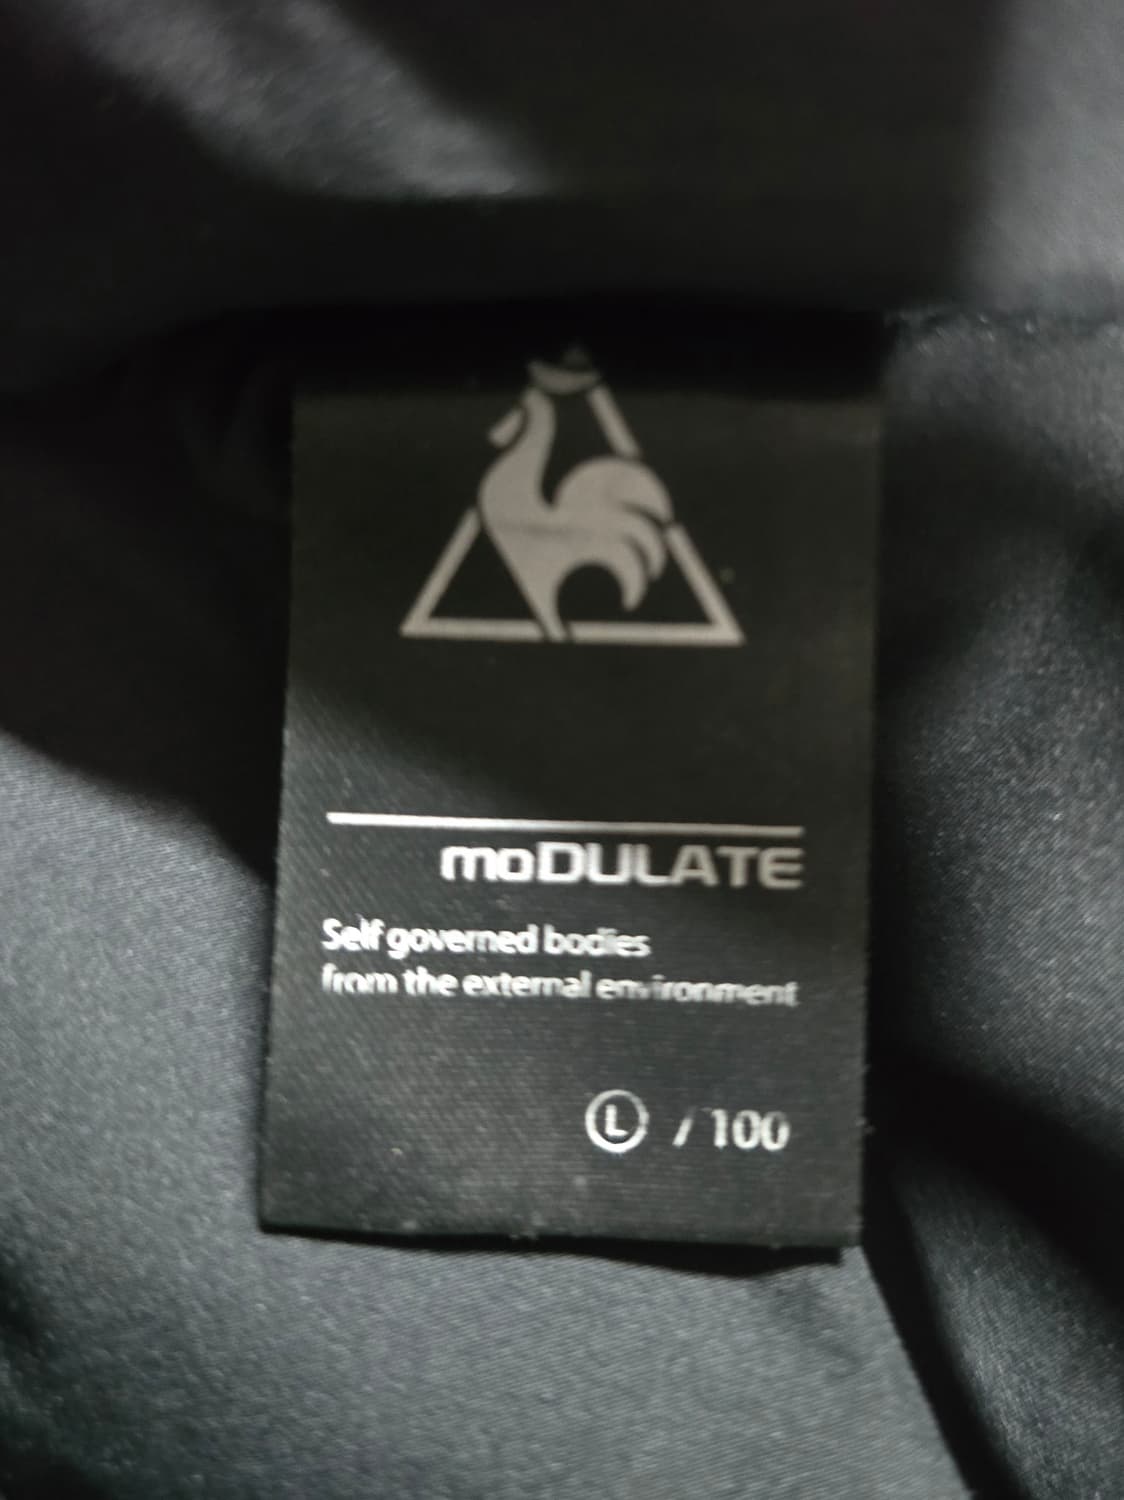 moDULATE
Self governed bodies
from the external environment
L / 100